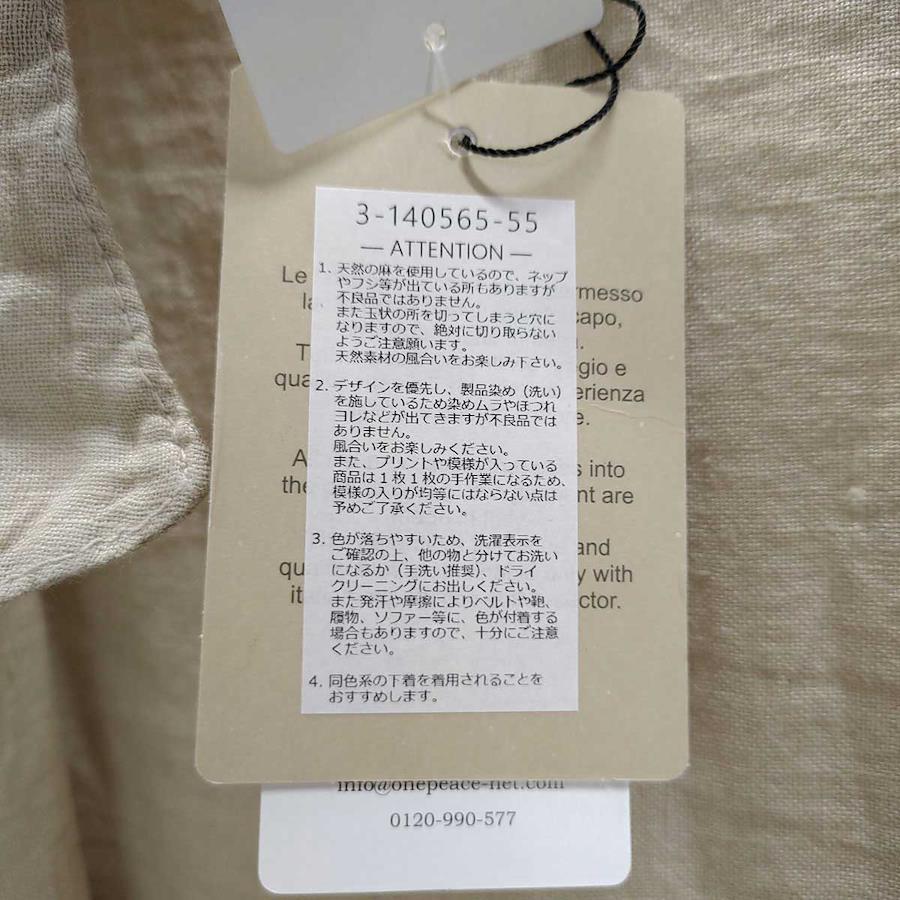 3-140565-55
— ATTENTION —
1. 天然の麻を使用しているので、ネップ
やフシ等が出ている所もありますが
不良品ではありません。
また玉状の所を切ってしまうと穴に
なりますので、絶対に切り取らない
ようご注意願います。
天然素材の風合いをお楽しみ下さい。
2. デザインを優先し、製品染め（洗い）
を施しているため染めムラやほつれ
ヨレなどが出てきますが不良品では
ありません。
風合いをお楽しみください。
また、プリントや模様が入っている
商品は１枚１枚の手作業になるため、
模様の入りが均等にはならない点は
予めご了承ください。
3. 色が落ちやすいため、洗濯表示を
ご確認の上、他の物と分けてお洗い
になるか（手洗い推奨）、ドライ
クリーニングにお出しください。
また発汗や摩擦によりベルトや鞄、
履物、ソファー等に、色が付着する
場合もありますので、十分にご注意
ください。
4. 同色系の下着を着用されることを
おすすめします。
Le
capo,
e
into
the are
and
with
info@onepeace-net.com
0120-990-577